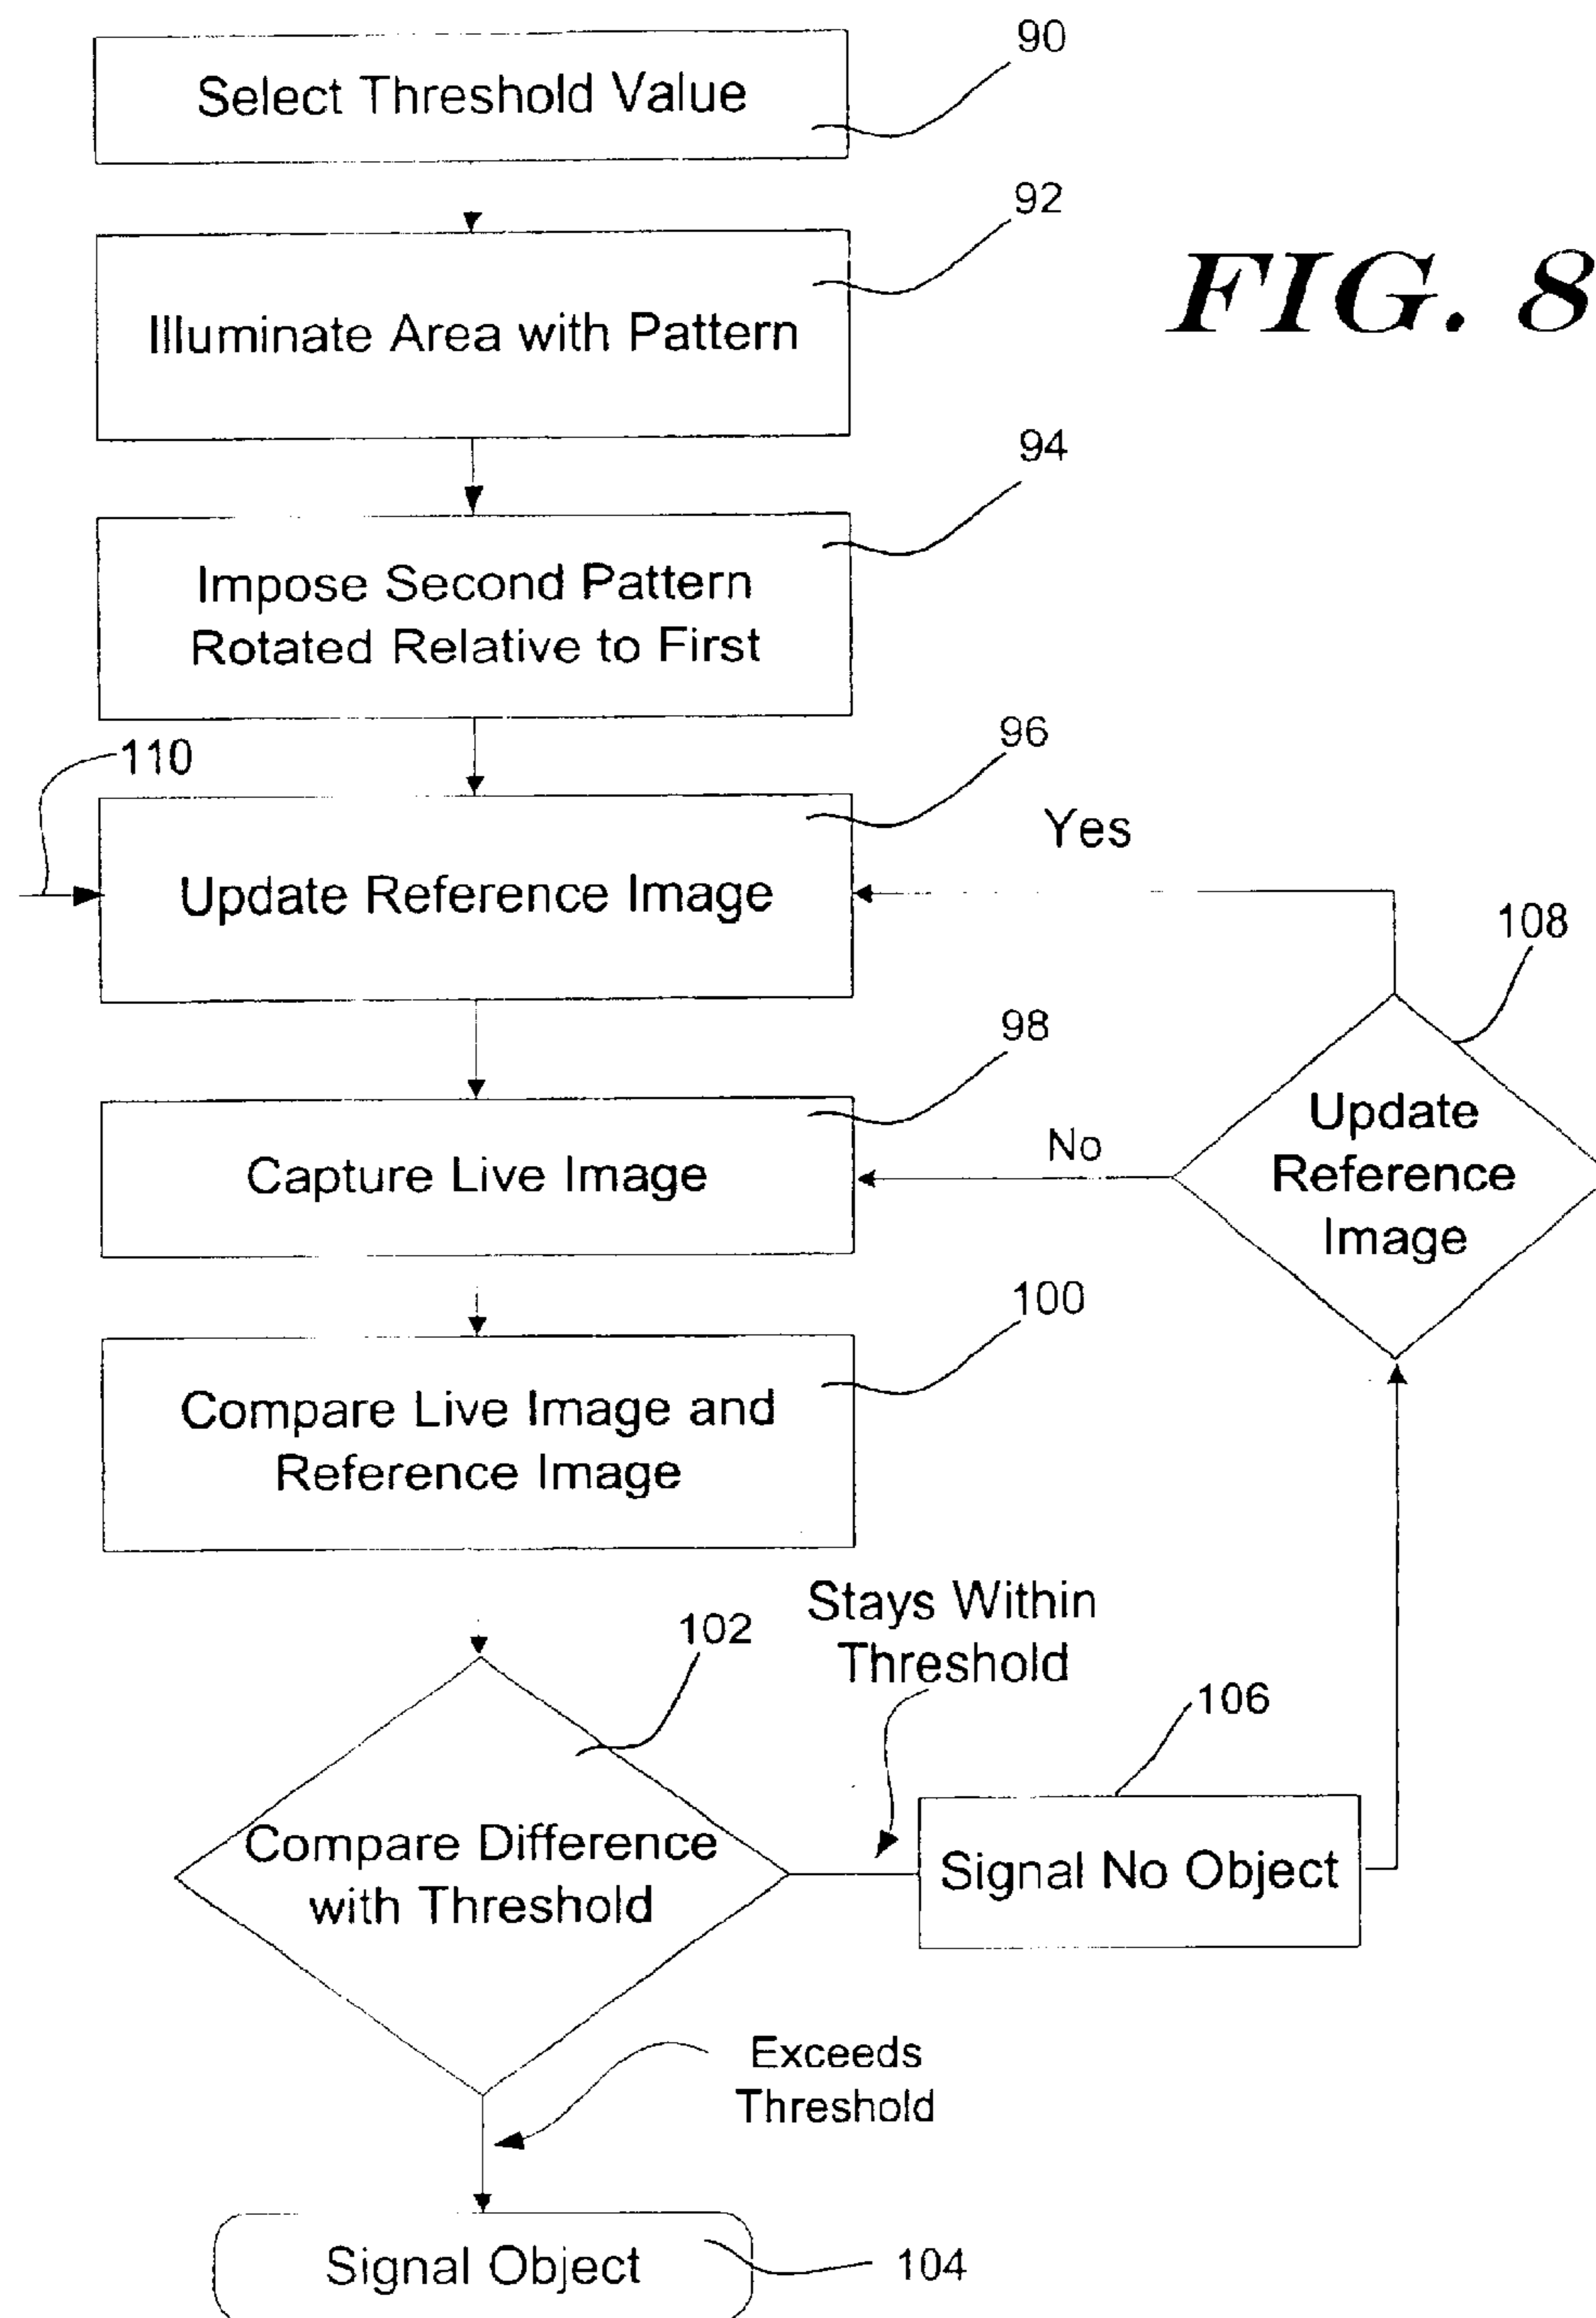 90
Select Threshold Value
92
FIG. 8
Illuminate Area with Pattern
94
Impose Second Pattern
Rotated Relative to First
96
110
Yes
Update Reference Image
108
98
Update
Reference
Image
No
Capture Live Image
100
Compare Live Image and
Reference Image
Stays Within
Threshold
102
106
Compare Difference
with Threshold
Signal No Object
Exceeds
Threshold
Signal Object
104